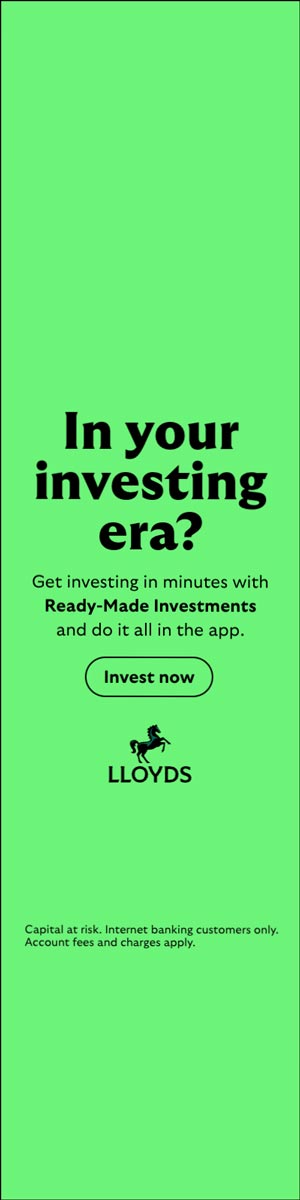 In your
investing
era?
Get investing in minutes with
Ready-Made Investments
and do it all in the app.
Invest now
LLOYDS
Capital at risk. Internet banking customers only.
Account fees and charges apply.